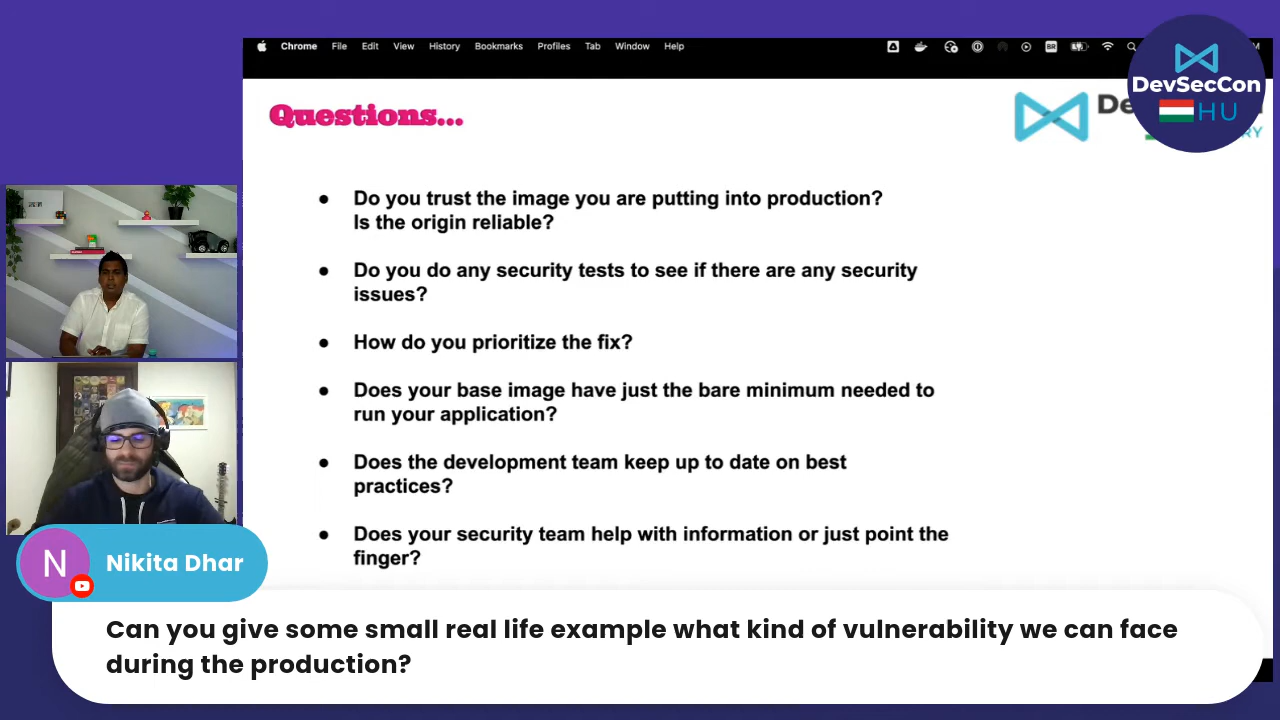 Chrome File Edit View History Bookmarks Profiles Tab Window Help
DevSecCon
HU
Questions...
De
RY
Do you trust the image you are putting into production?
Is the origin reliable?
Do you do any security tests to see if there are any security
issues?
How do you prioritize the fix?
Does your base image have just the bare minimum needed to
run your application?
Does the development team keep up to date on best
practices?
Does your security team help with information or just point the
finger?
N
Nikita Dhar
Can you give some small real life example what kind of vulnerability we can face
during the production?